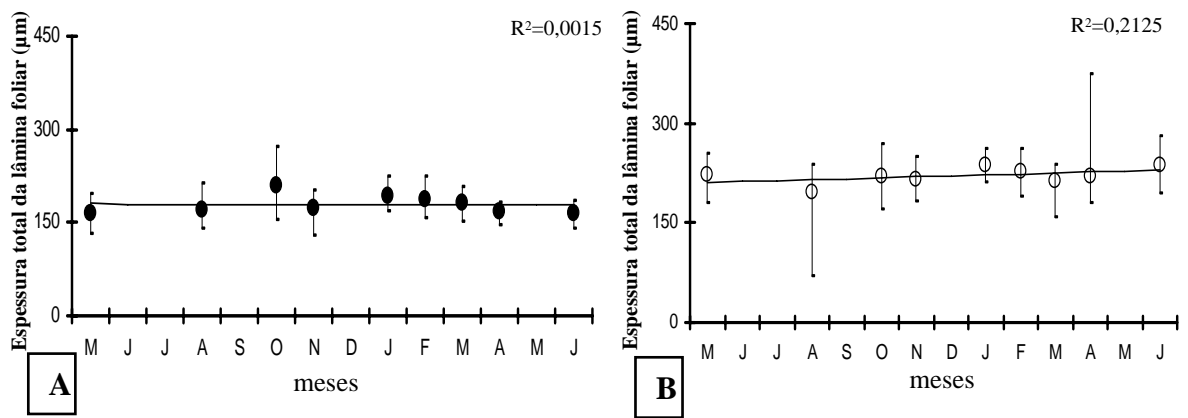 Espessura total da lâmina foliar (µm)
450
300
150
0
R²=0,0015
M J J A S O N D J F M A M J
meses
A
Espessura total da lâmina foliar (µm)
450
300
150
0
R²=0,2125
M J J A S O N D J F M A M J
meses
B